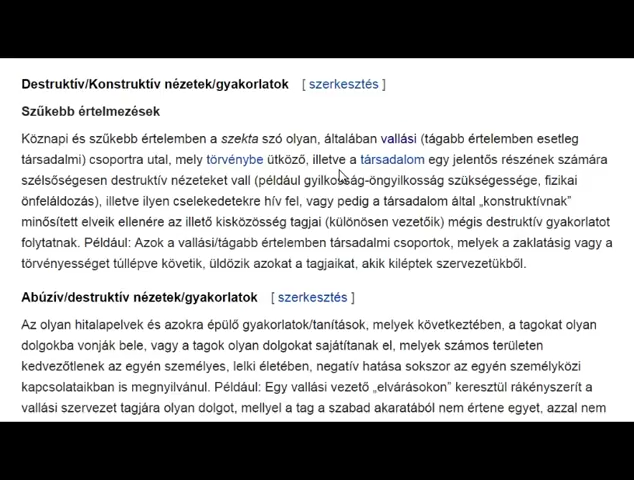 Destruktív/Konstruktív nézetek/gyakorlatok [ szerkesztés ]
Szűkebb értelmezések
Köznapi és szűkebb értelemben a szekta szó olyan, általában vallási (tágabb értelemben esetleg
társadalmi) csoportra utal, mely törvénybe ütköző, illetve a társadalom egy jelentős részének számára
szélsőségesen destruktív nézeteket vall (például gyilkosság-öngyilkosság szükségessége, fizikai
önfeláldozás), illetve ilyen cselekedetekre hív fel, vagy pedig a társadalom által „konstruktívnak”
minősített elveik ellenére az illető kisközösség tagjai (különösen vezetőik) mégis destruktív gyakorlatot
folytatnak. Például: Azok a vallási/tágabb értelemben társadalmi csoportok, melyek a zaklatásig vagy a
törvényességet túllépve követik, üldözik azokat a tagjaikat, akik kiléptek szervezetükből.
Abúzív/destruktív nézetek/gyakorlatok [ szerkesztés ]
Az olyan hitalapelvek és azokra épülő gyakorlatok/tanítások, melyek következtében, a tagokat olyan
dolgokba vonják bele, vagy a tagok olyan dolgokat sajátítanak el, melyek számos területen
kedvezőtlenek az egyén személyes, lelki életében, negatív hatása sokszor az egyén személyközi
kapcsolataikban is megnyilvánul. Például: Egy vallási vezető „elvárásokon” keresztül rákényszerít a
vallási szervezet tagjára olyan dolgot, mellyel a tag a szabad akaratából nem értene egyet, azzal nem